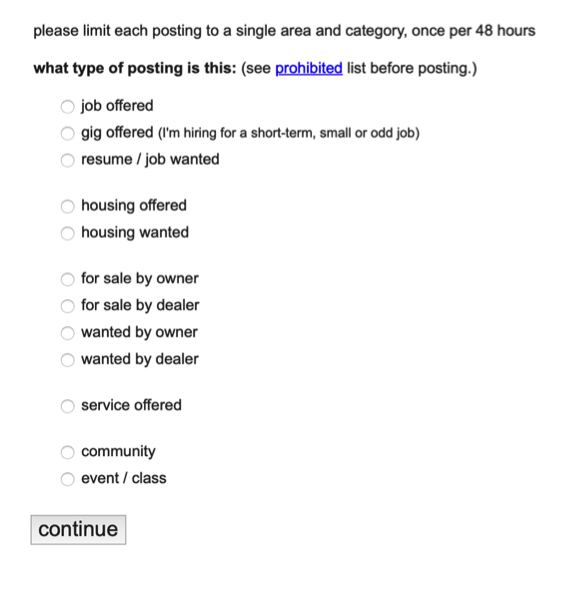 please limit each posting to a single area and category, once per 48 hours
what type of posting is this: (see prohibited list before posting.)
job offered
gig offered (I'm hiring for a short-term, small or odd job)
resume / job wanted
housing offered
housing wanted
for sale by owner
for sale by dealer
wanted by owner
wanted by dealer
service offered
community
event / class
continue